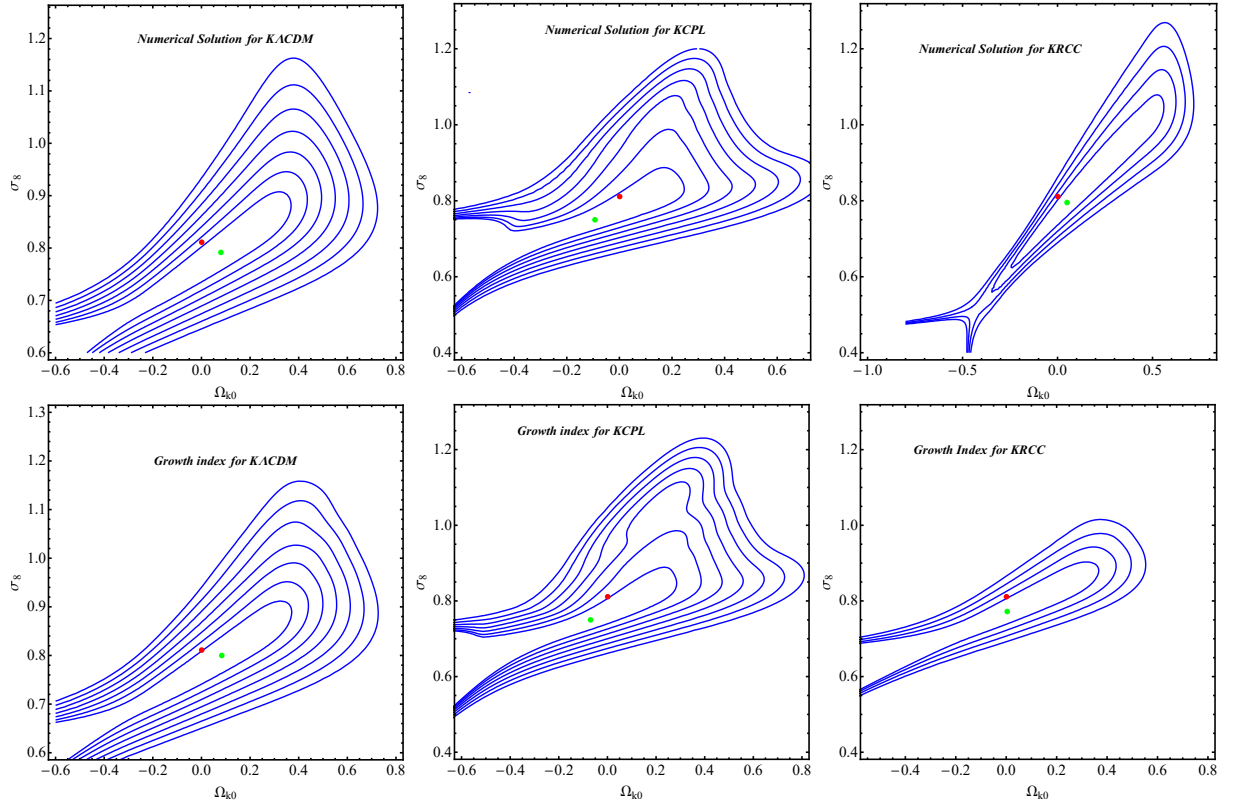 Numerical Solution for KΛCDM
σ8
1.2
1.1
1.0
0.9
0.8
0.7
0.6
−0.6 −0.4 −0.2 0.0 0.2 0.4 0.6 0.8
Ωk0
Numerical Solution for KCPL
σ8
1.2
1.0
0.8
0.6
0.4
−0.6 −0.4 −0.2 0.0 0.2 0.4 0.6
Ωk0
Numerical Solution for KRCC
σ8
1.2
1.0
0.8
0.6
0.4
−1.0 −0.5 0.0 0.5
Ωk0
Growth index for KΛCDM
σ8
1.3
1.2
1.1
1.0
0.9
0.8
0.7
0.6
−0.6 −0.4 −0.2 0.0 0.2 0.4 0.6 0.8
Ωk0
Growth index for KCPL
σ8
1.2
1.0
0.8
0.6
0.4
−0.6 −0.4 −0.2 0.0 0.2 0.4 0.6 0.8
Ωk0
Growth Index for KRCC
σ8
1.2
1.0
0.8
0.6
0.4
−0.4 −0.2 0.0 0.2 0.4 0.6 0.8
Ωk0